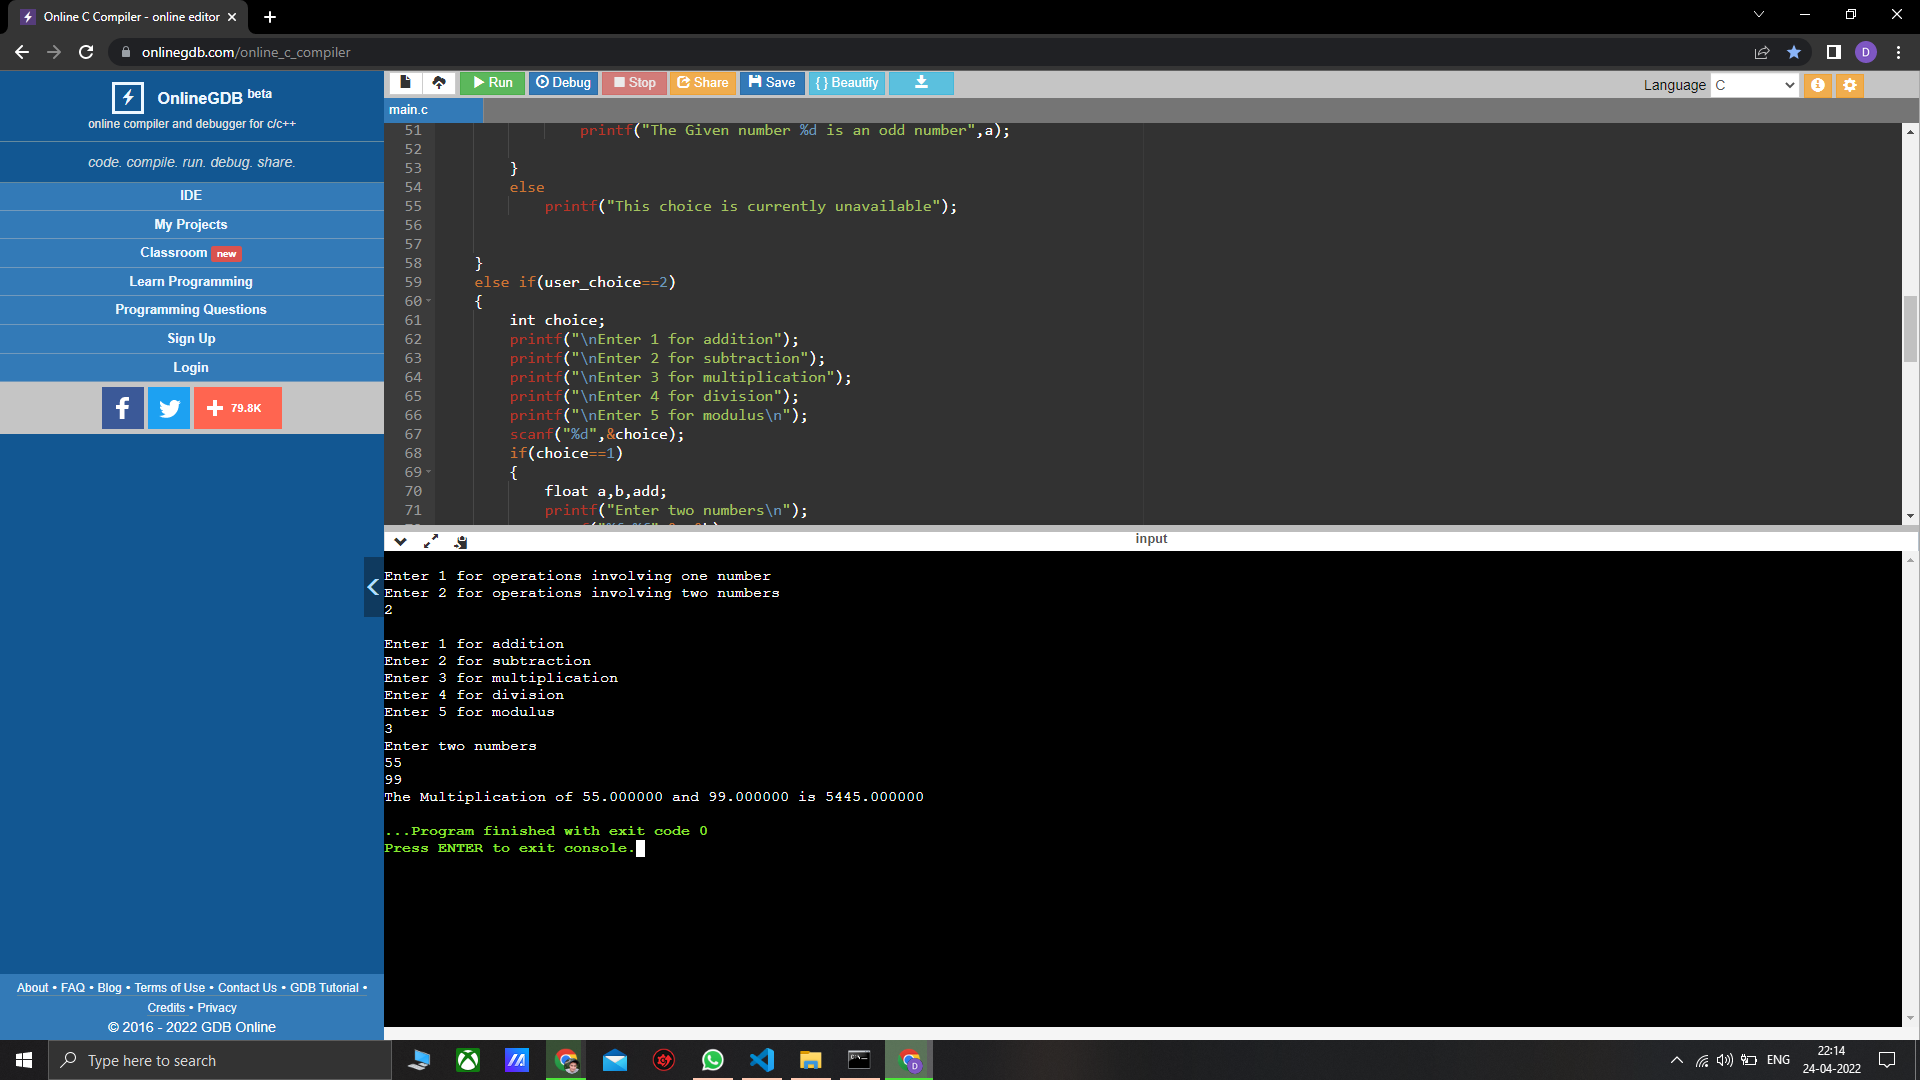 Online C Compiler - online editor
onlinegdb.com/online_c_compiler
D
OnlineGDB beta
online compiler and debugger for c/c++
code. compile. run. debug. share.
IDE
My Projects
Classroom new
Learn Programming
Programming Questions
Sign Up
Login
79.8K
About • FAQ • Blog • Terms of Use • Contact Us • GDB Tutorial •
Credits • Privacy
© 2016 - 2022 GDB Online
Run Debug Stop Share Save { } Beautify
Language C
main.c
51 printf("The Given number %d is an odd number",a);
52
53 }
54 else
55 printf("This choice is currently unavailable");
56
57
58 }
59 else if(user_choice==2)
60 {
61 int choice;
62 printf("\nEnter 1 for addition");
63 printf("\nEnter 2 for subtraction");
64 printf("\nEnter 3 for multiplication");
65 printf("\nEnter 4 for division");
66 printf("\nEnter 5 for modulus\n");
67 scanf("%d",&choice);
68 if(choice==1)
69 {
70 float a,b,add;
71 printf("Enter two numbers\n");
input
Enter 1 for operations involving one number
Enter 2 for operations involving two numbers
2
Enter 1 for addition
Enter 2 for subtraction
Enter 3 for multiplication
Enter 4 for division
Enter 5 for modulus
3
Enter two numbers
55
99
The Multiplication of 55.000000 and 99.000000 is 5445.000000
...Program finished with exit code 0
Press ENTER to exit console.
Type here to search
ENG
22:14
24-04-2022